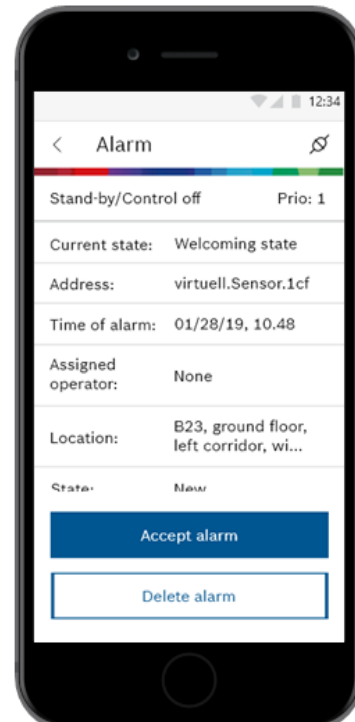 12:34
Alarm
Stand-by/Control off Prio: 1
Current state: Welcoming state
Address: virtuell.Sensor.1cf
Time of alarm: 01/28/19, 10.48
Assigned
operator: None
Location: B23, ground floor,
left corridor, wi...
State: New
Accept alarm
Delete alarm